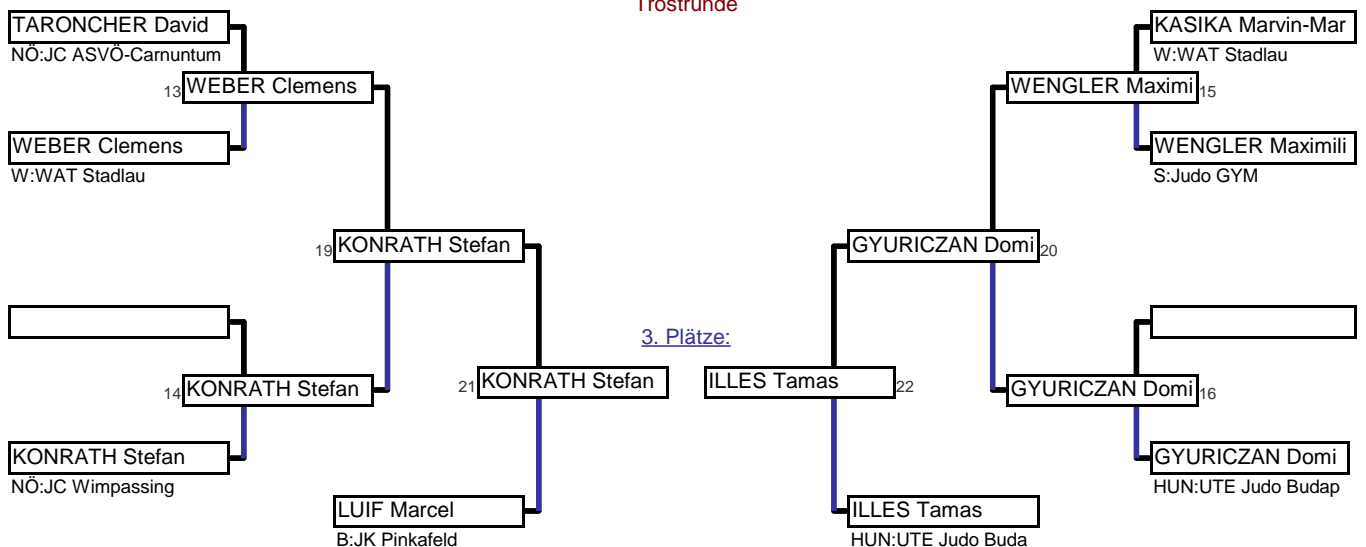 Trostrunde
TARONCHER David
KASIKA Marvin-Mar
NÖ:JC ASVÖ-Carnuntum
W:WAT Stadlau
13
WEBER Clemens
WENGLER Maximi
15
WEBER Clemens
WENGLER Maximili
W:WAT Stadlau
S:Judo GYM
19
KONRATH Stefan
GYURICZAN Domi
20
3. Plätze:
14
KONRATH Stefan
21
KONRATH Stefan
ILLES Tamas
22
GYURICZAN Domi
16
KONRATH Stefan
GYURICZAN Domi
NÖ:JC Wimpassing
HUN:UTE Judo Budap
LUIF Marcel
ILLES Tamas
B:JK Pinkafeld
HUN:UTE Judo Buda